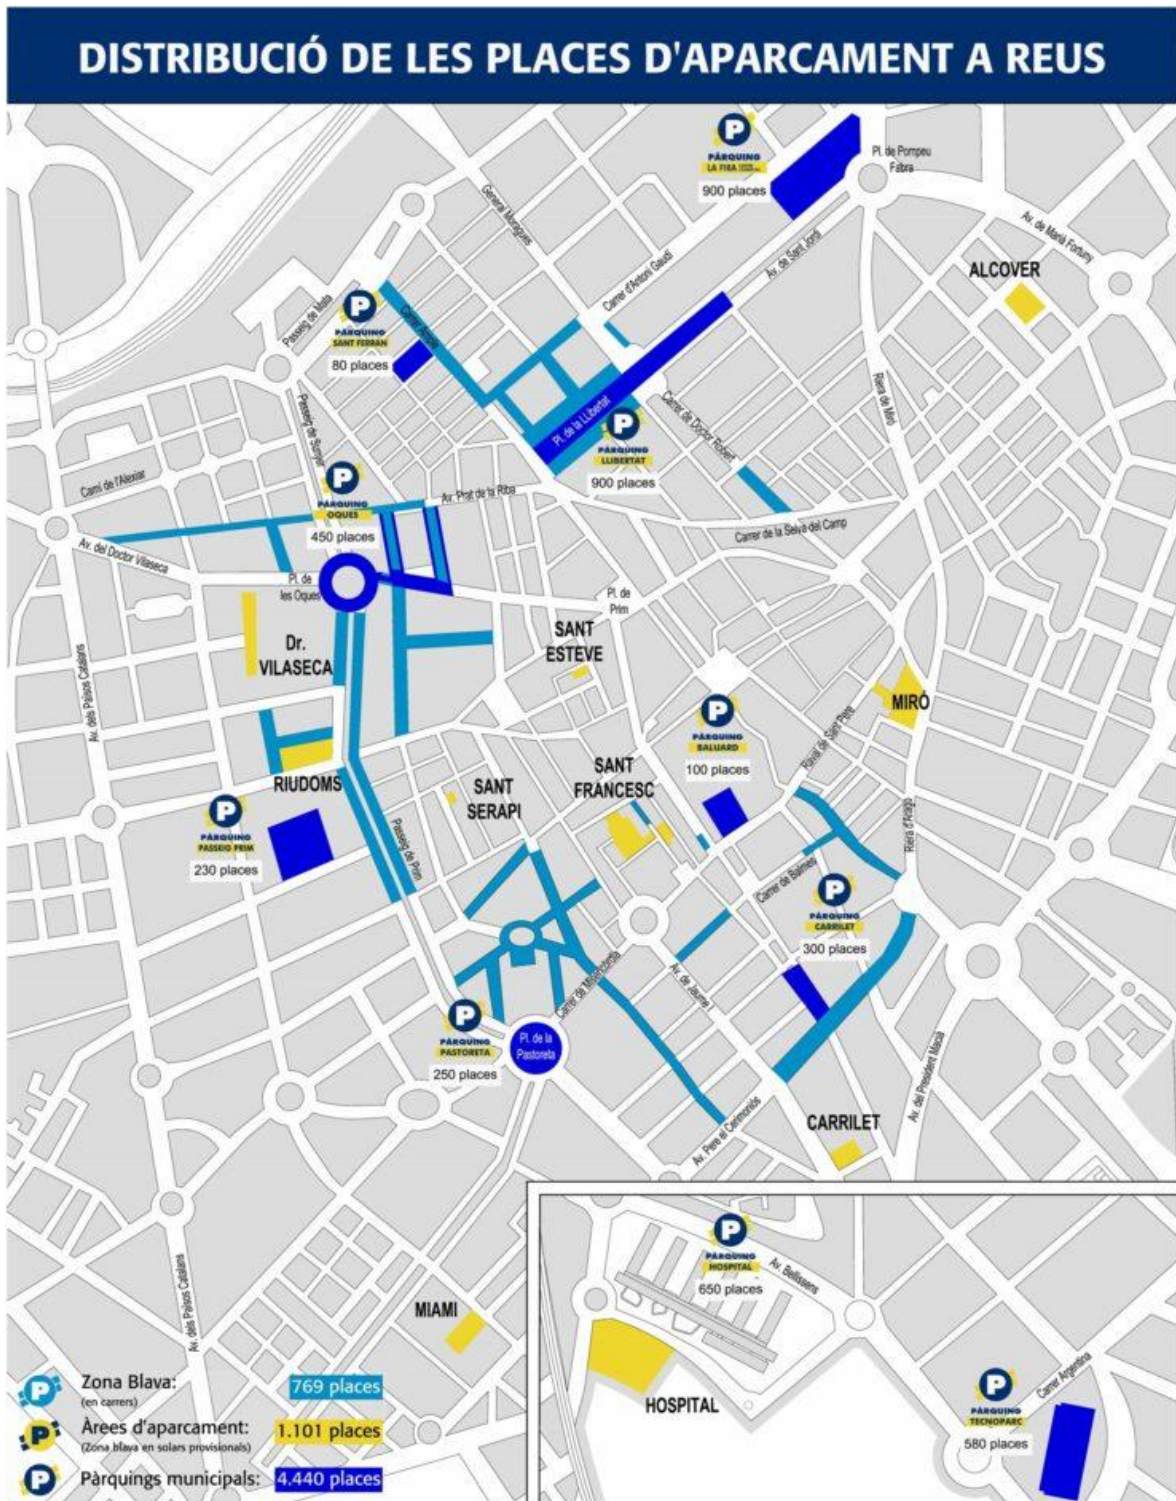 DISTRIBUCIÓ DE LES PLACES D'APARCAMENT A REUS
P
PÀRQUING
LA FIRA
900 places
Pl. de Pompeu
Fabra
Av. de Marià Fortuny
ALCOVER
General Moragues
Carrer d'Antoni Gaudí
Av. de Sant Jordi
Passeig de Mata
P
PÀRQUING
SANT FERRAN
80 places
Carrer Ample
Pl. de la LLibertat
P
PÀRQUING
LLIBERTAT
900 places
Carrer de Doctor Robert
Riera de Miró
Passeig de Sunyer
Camí de l'Aleixar
P
PÀRQUING
OQUES
450 places
Av. Prat de la Riba
Carrer de la Selva del Camp
Av. del Doctor Vilaseca
Pl. de
les Oques
Pl. de
Prim
Dr.
VILASECA
SANT
ESTEVE
Av. dels Països Catalans
MIRÓ
P
PÀRQUING
BALUARD
100 places
Raval de Sant Pere
RIUDOMS
SANT
SERAPI
SANT
FRANCESC
P
PÀRQUING
PASSEIG PRIM
230 places
Passeig de Prim
Riera d'Aragó
Carrer de Balmes
P
PÀRQUING
CARRILET
300 places
Carrer de Misericòrdia
Av. de Jaume I
P
PÀRQUING
PASTORETA
250 places
Pl. de la
Pastoreta
Av. del President Macià
Av. Pere el Cerimoniós
CARRILET
P
PÀRQUING
HOSPITAL
650 places
Av. Bellissens
Av. dels Països Catalans
MIAMI
HOSPITAL
Carrer Argentina
P
PÀRQUING
TECNOPARC
580 places
P Zona Blava: 769 places
(en carrers)
P Àrees d'aparcament: 1.101 places
(Zona blava en solars provisionals)
P Pàrquings municipals: 4.440 places